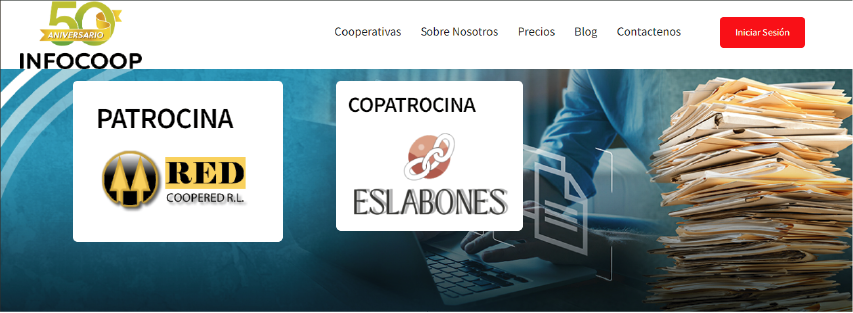 50
ANIVERSARIO
INFOCOOP
Cooperativas Sobre Nosotros Precios Blog Contactenos Iniciar Sesión
PATROCINA
RED
COOPERED R.L.
COPATROCINA
ESLABONES